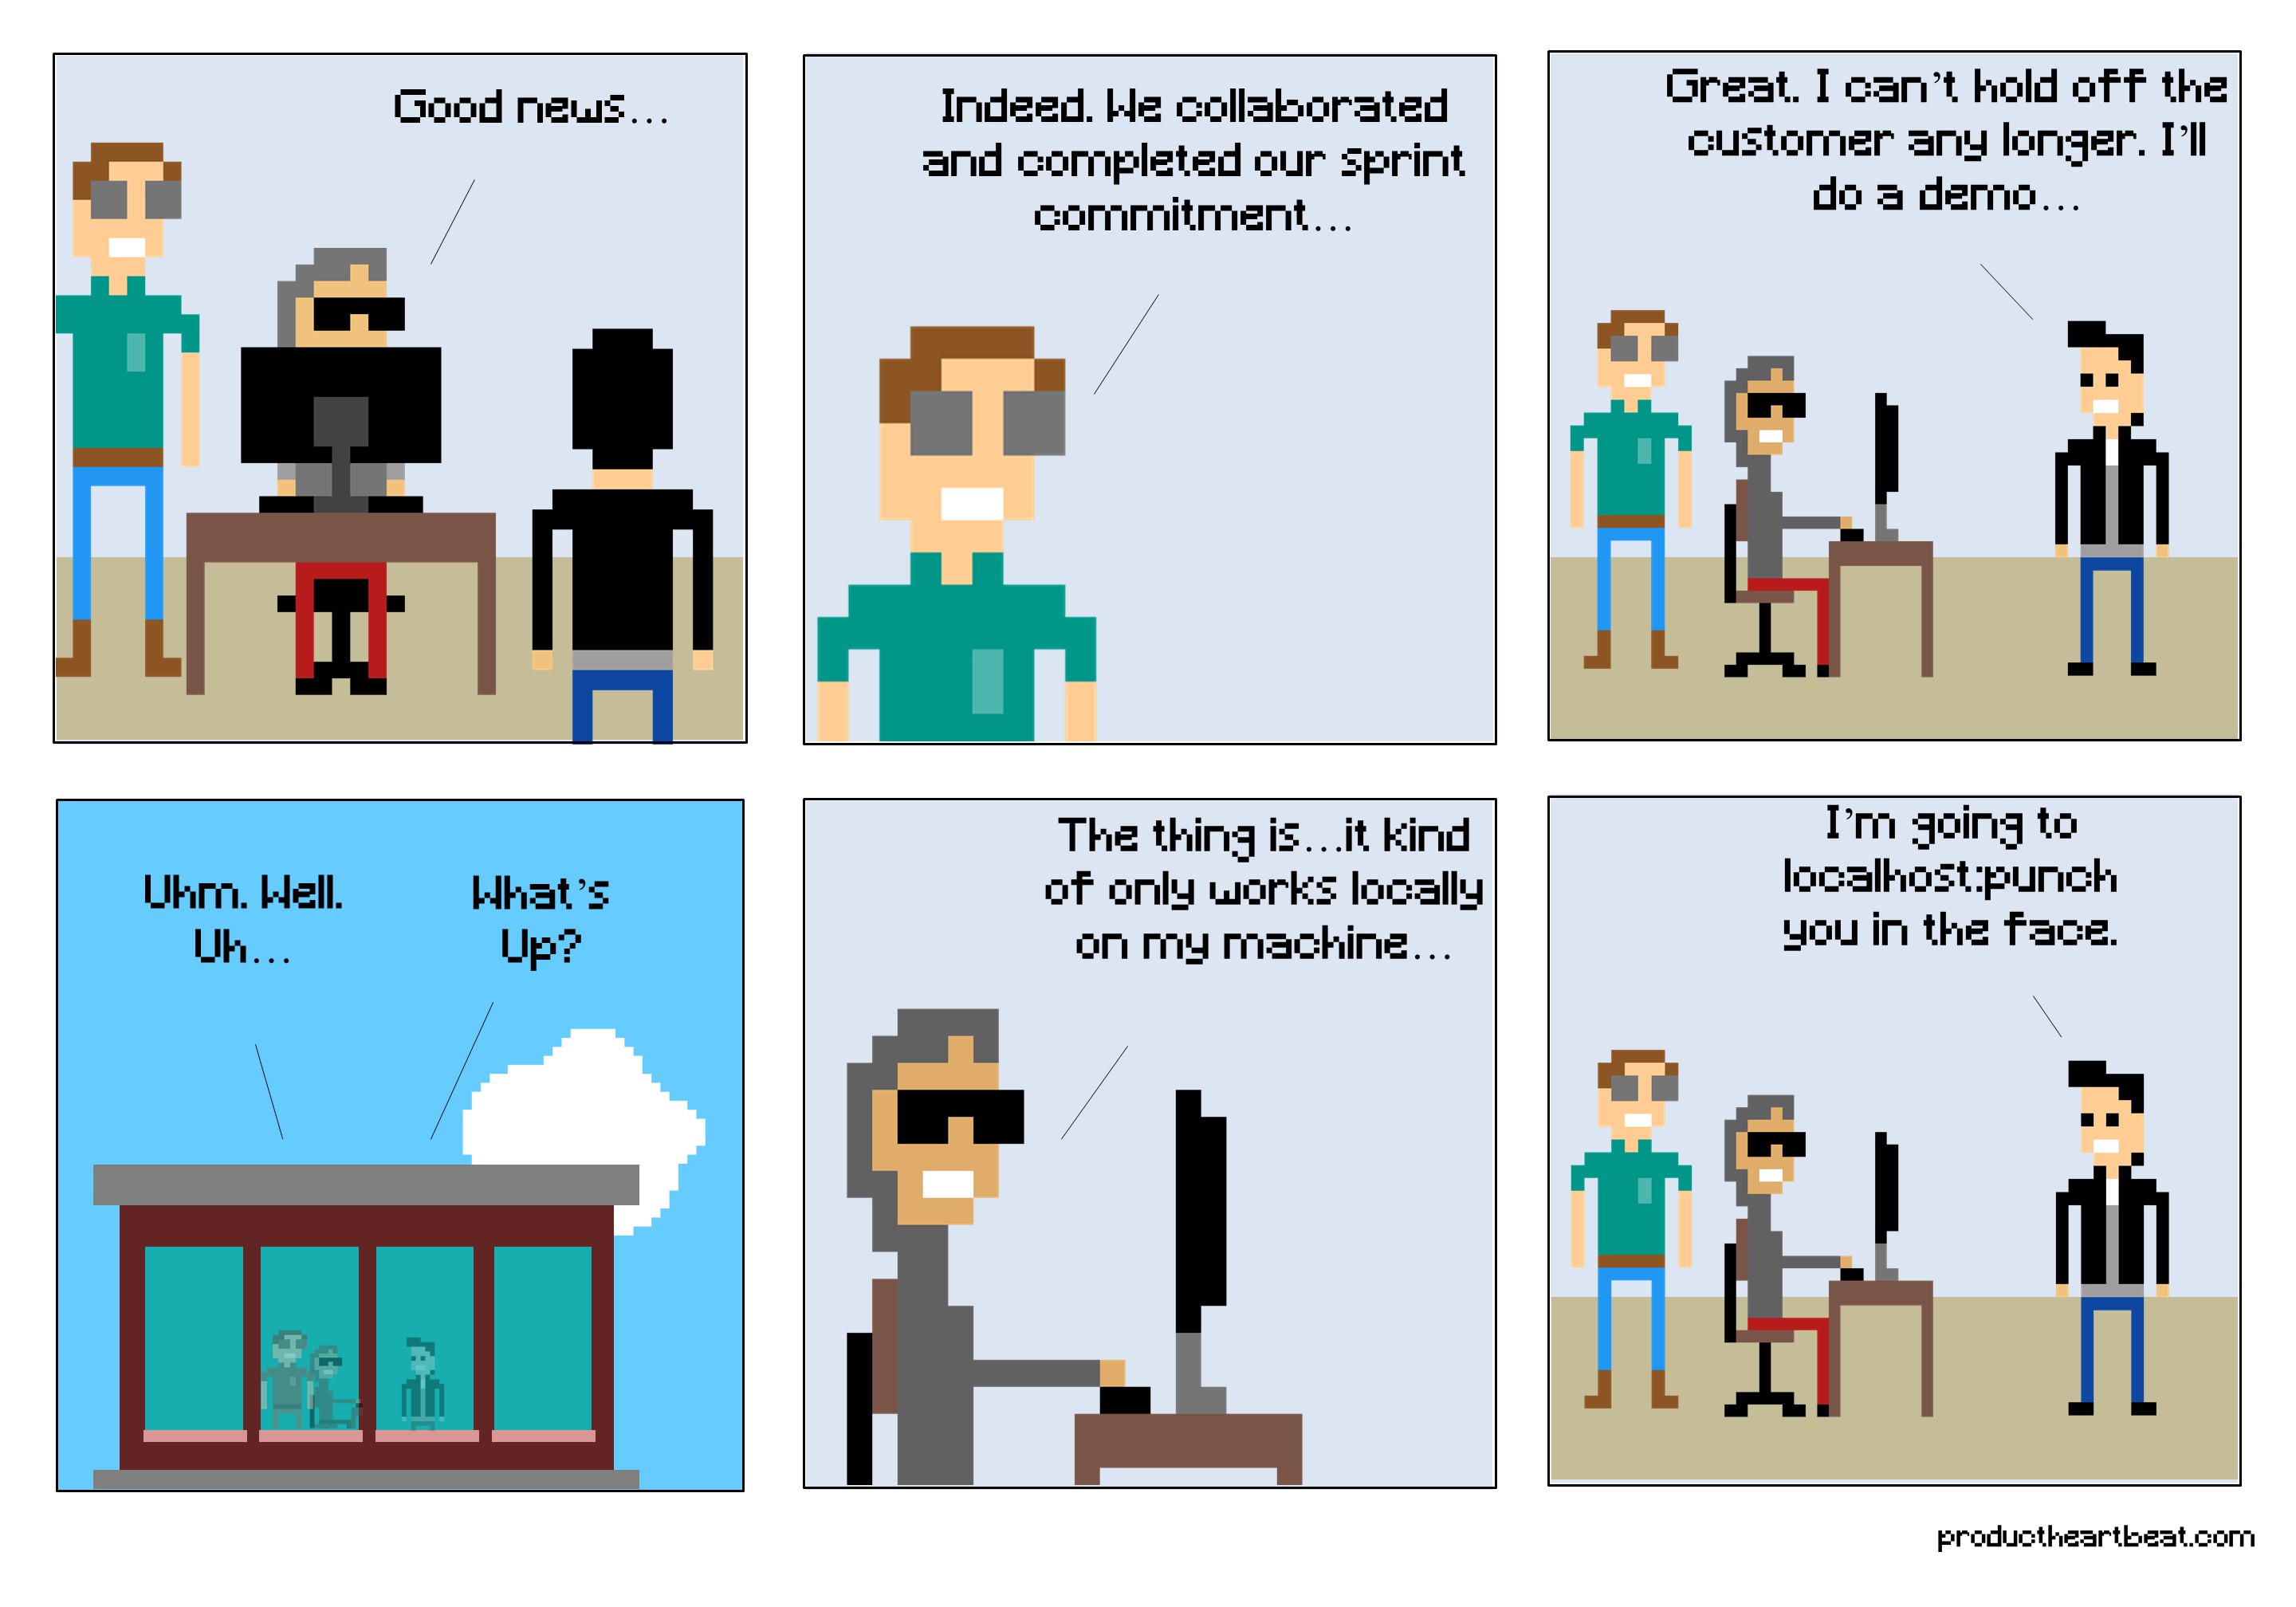 Good news...
Indeed. We collaborated
and completed our sprint
commitment...
Great. I can't hold off the
customer any longer. I'll
do a demo...
Uhm. Well.
Uh...
What's
Up?
The thing is...it kind
of only works locally
on my machine...
I'm going to
localhost:punch
you in the face.
productheartbeat.com